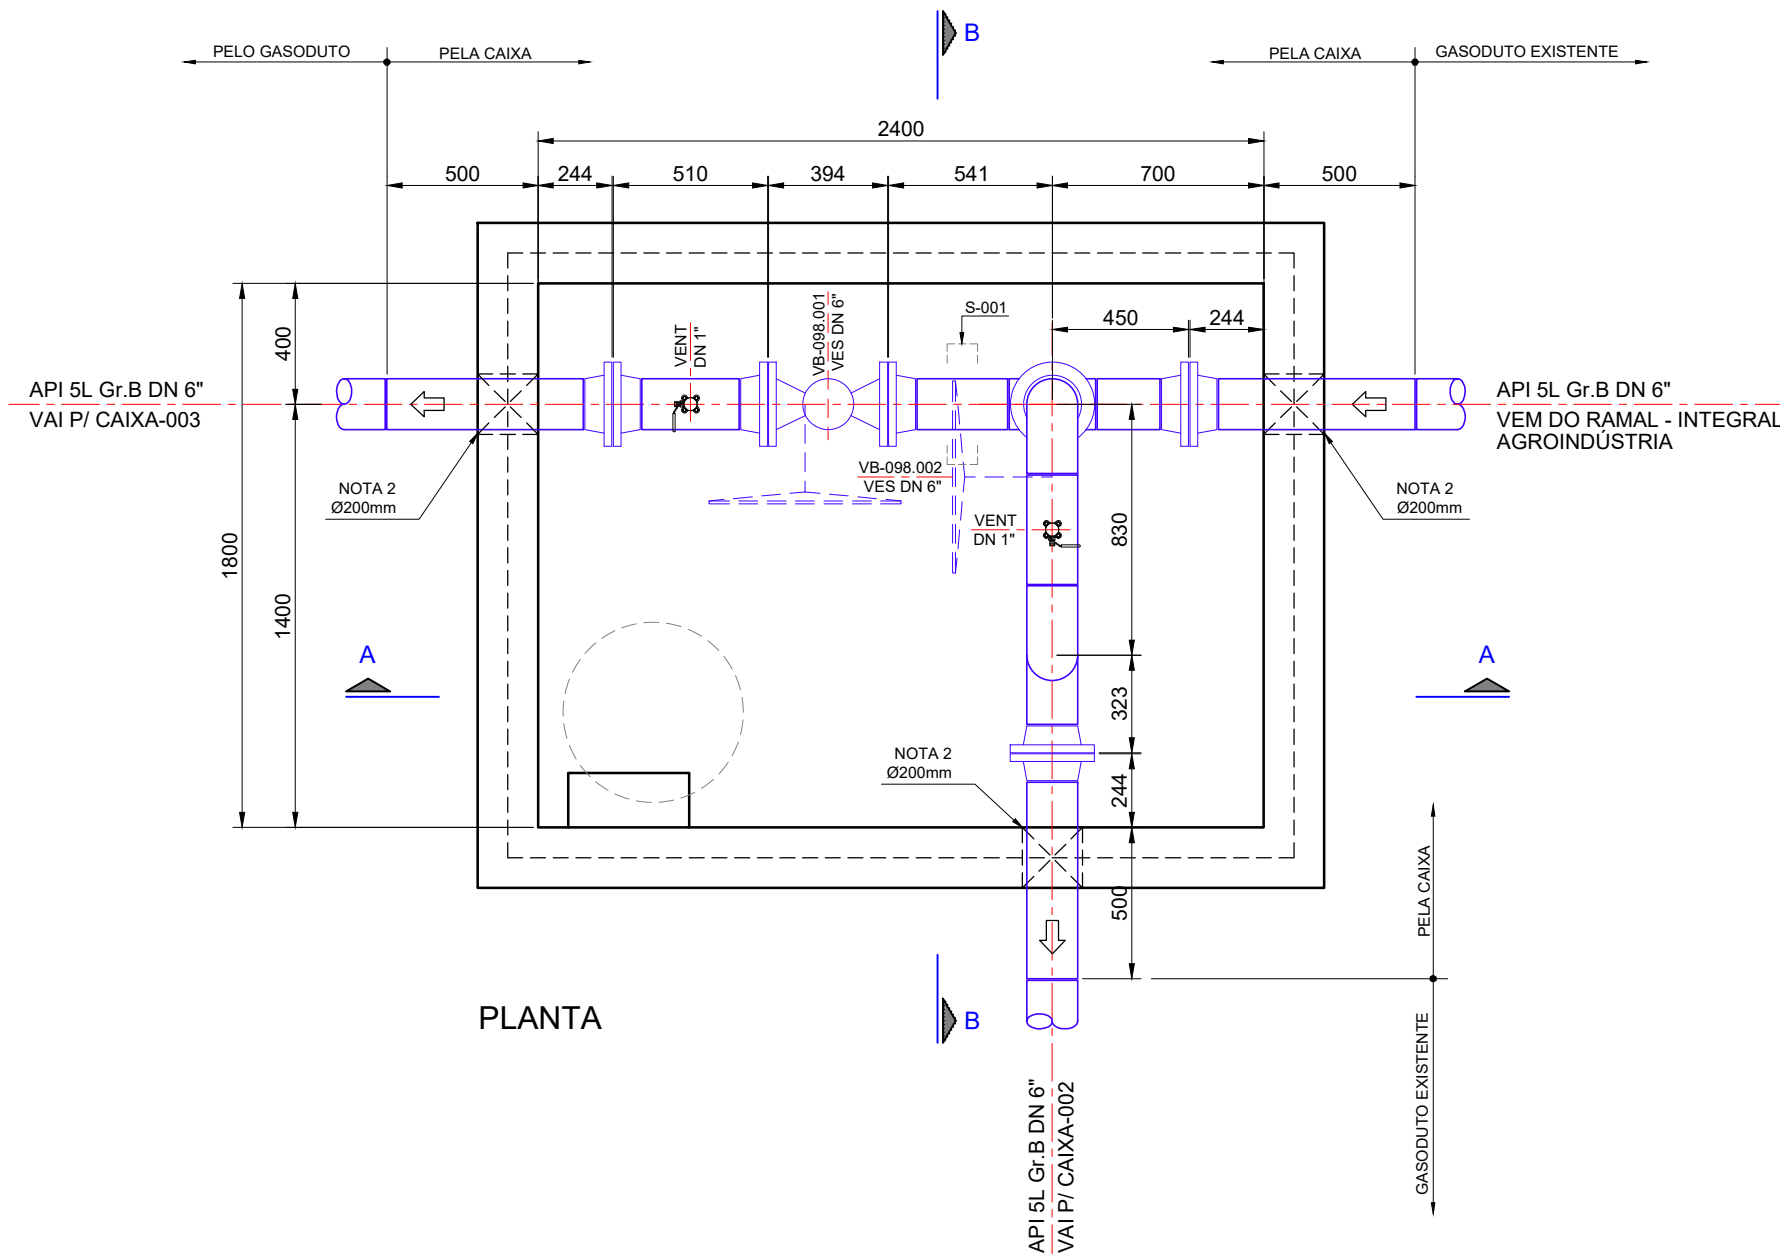 B
PELO GASODUTO
PELA CAIXA
PELA CAIXA
GASODUTO EXISTENTE
2400
500
244
510
394
541
700
500
S-001
450
244
400
VENT
DN 1"
VB-098.001
VES DN 6"
API 5L Gr.B DN 6"
VAI P/ CAIXA-003
API 5L Gr.B DN 6"
VEM DO RAMAL - INTEGRAL
AGROINDÚSTRIA
VB-098.002
VES DN 6"
NOTA 2
Ø200mm
NOTA 2
Ø200mm
VENT
DN 1"
830
1800
1400
A
A
323
NOTA 2
Ø200mm
244
500
PELA CAIXA
PLANTA
B
GASODUTO EXISTENTE
API 5L Gr.B DN 6"
VAI P/ CAIXA-002